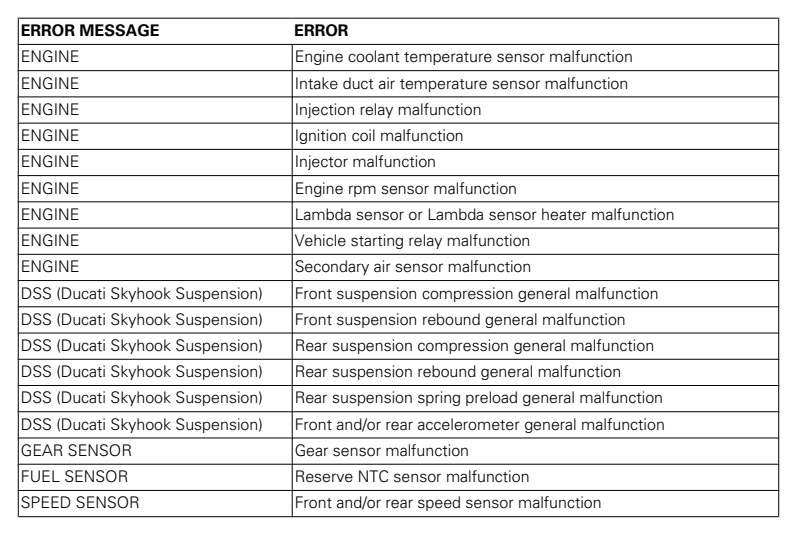 ERROR MESSAGE ERROR
ENGINE Engine coolant temperature sensor malfunction
ENGINE Intake duct air temperature sensor malfunction
ENGINE Injection relay malfunction
ENGINE Ignition coil malfunction
ENGINE Injector malfunction
ENGINE Engine rpm sensor malfunction
ENGINE Lambda sensor or Lambda sensor heater malfunction
ENGINE Vehicle starting relay malfunction
ENGINE Secondary air sensor malfunction
DSS (Ducati Skyhook Suspension) Front suspension compression general malfunction
DSS (Ducati Skyhook Suspension) Front suspension rebound general malfunction
DSS (Ducati Skyhook Suspension) Rear suspension compression general malfunction
DSS (Ducati Skyhook Suspension) Rear suspension rebound general malfunction
DSS (Ducati Skyhook Suspension) Rear suspension spring preload general malfunction
DSS (Ducati Skyhook Suspension) Front and/or rear accelerometer general malfunction
GEAR SENSOR Gear sensor malfunction
FUEL SENSOR Reserve NTC sensor malfunction
SPEED SENSOR Front and/or rear speed sensor malfunction